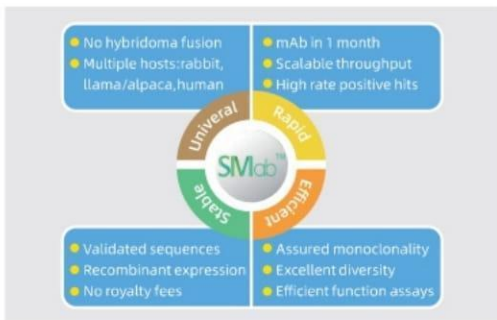 No hybridoma fusion
Multiple hosts:rabbit,
llama/alpaca,human
mAb in 1 month
Scalable throughput
High rate positive hits
Univeral
Rapid
SMab™
Stable
Efficient
Validated sequences
Recombinant expression
No royalty fees
Assured monoclonality
Excellent diversity
Efficient function assays